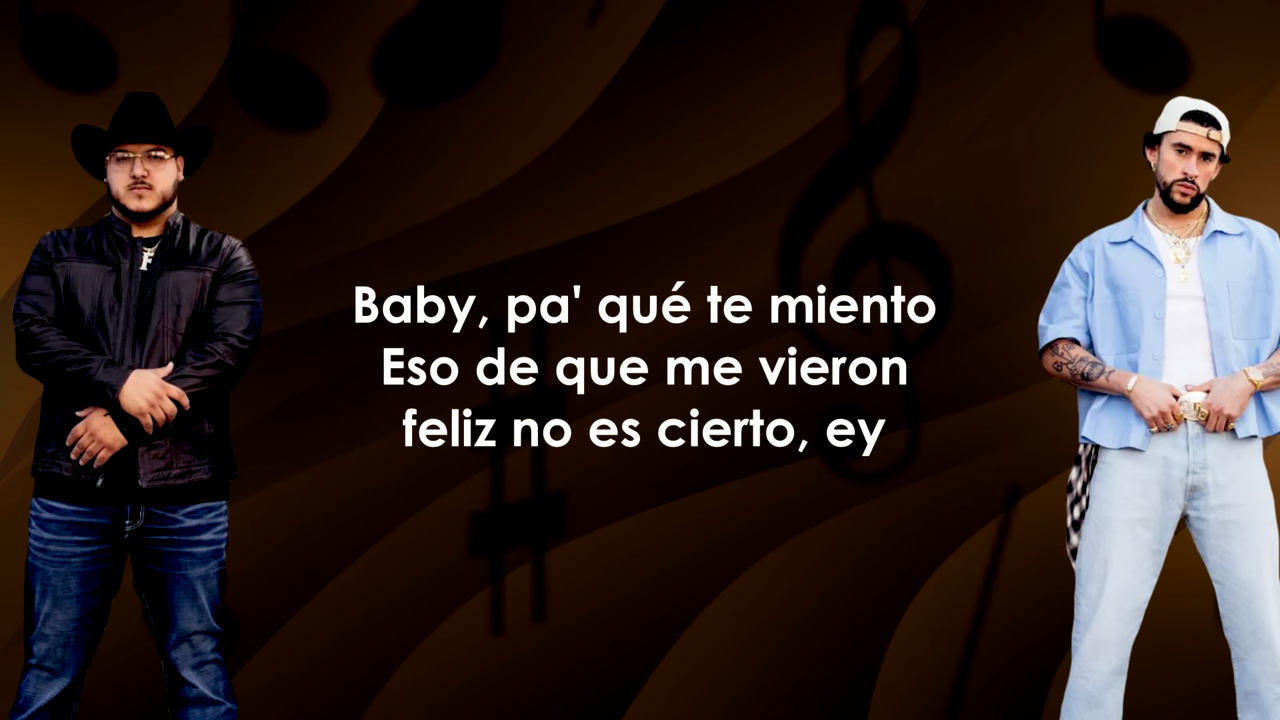 Baby, pa' qué te miento
Eso de que me vieron
feliz no es cierto, ey